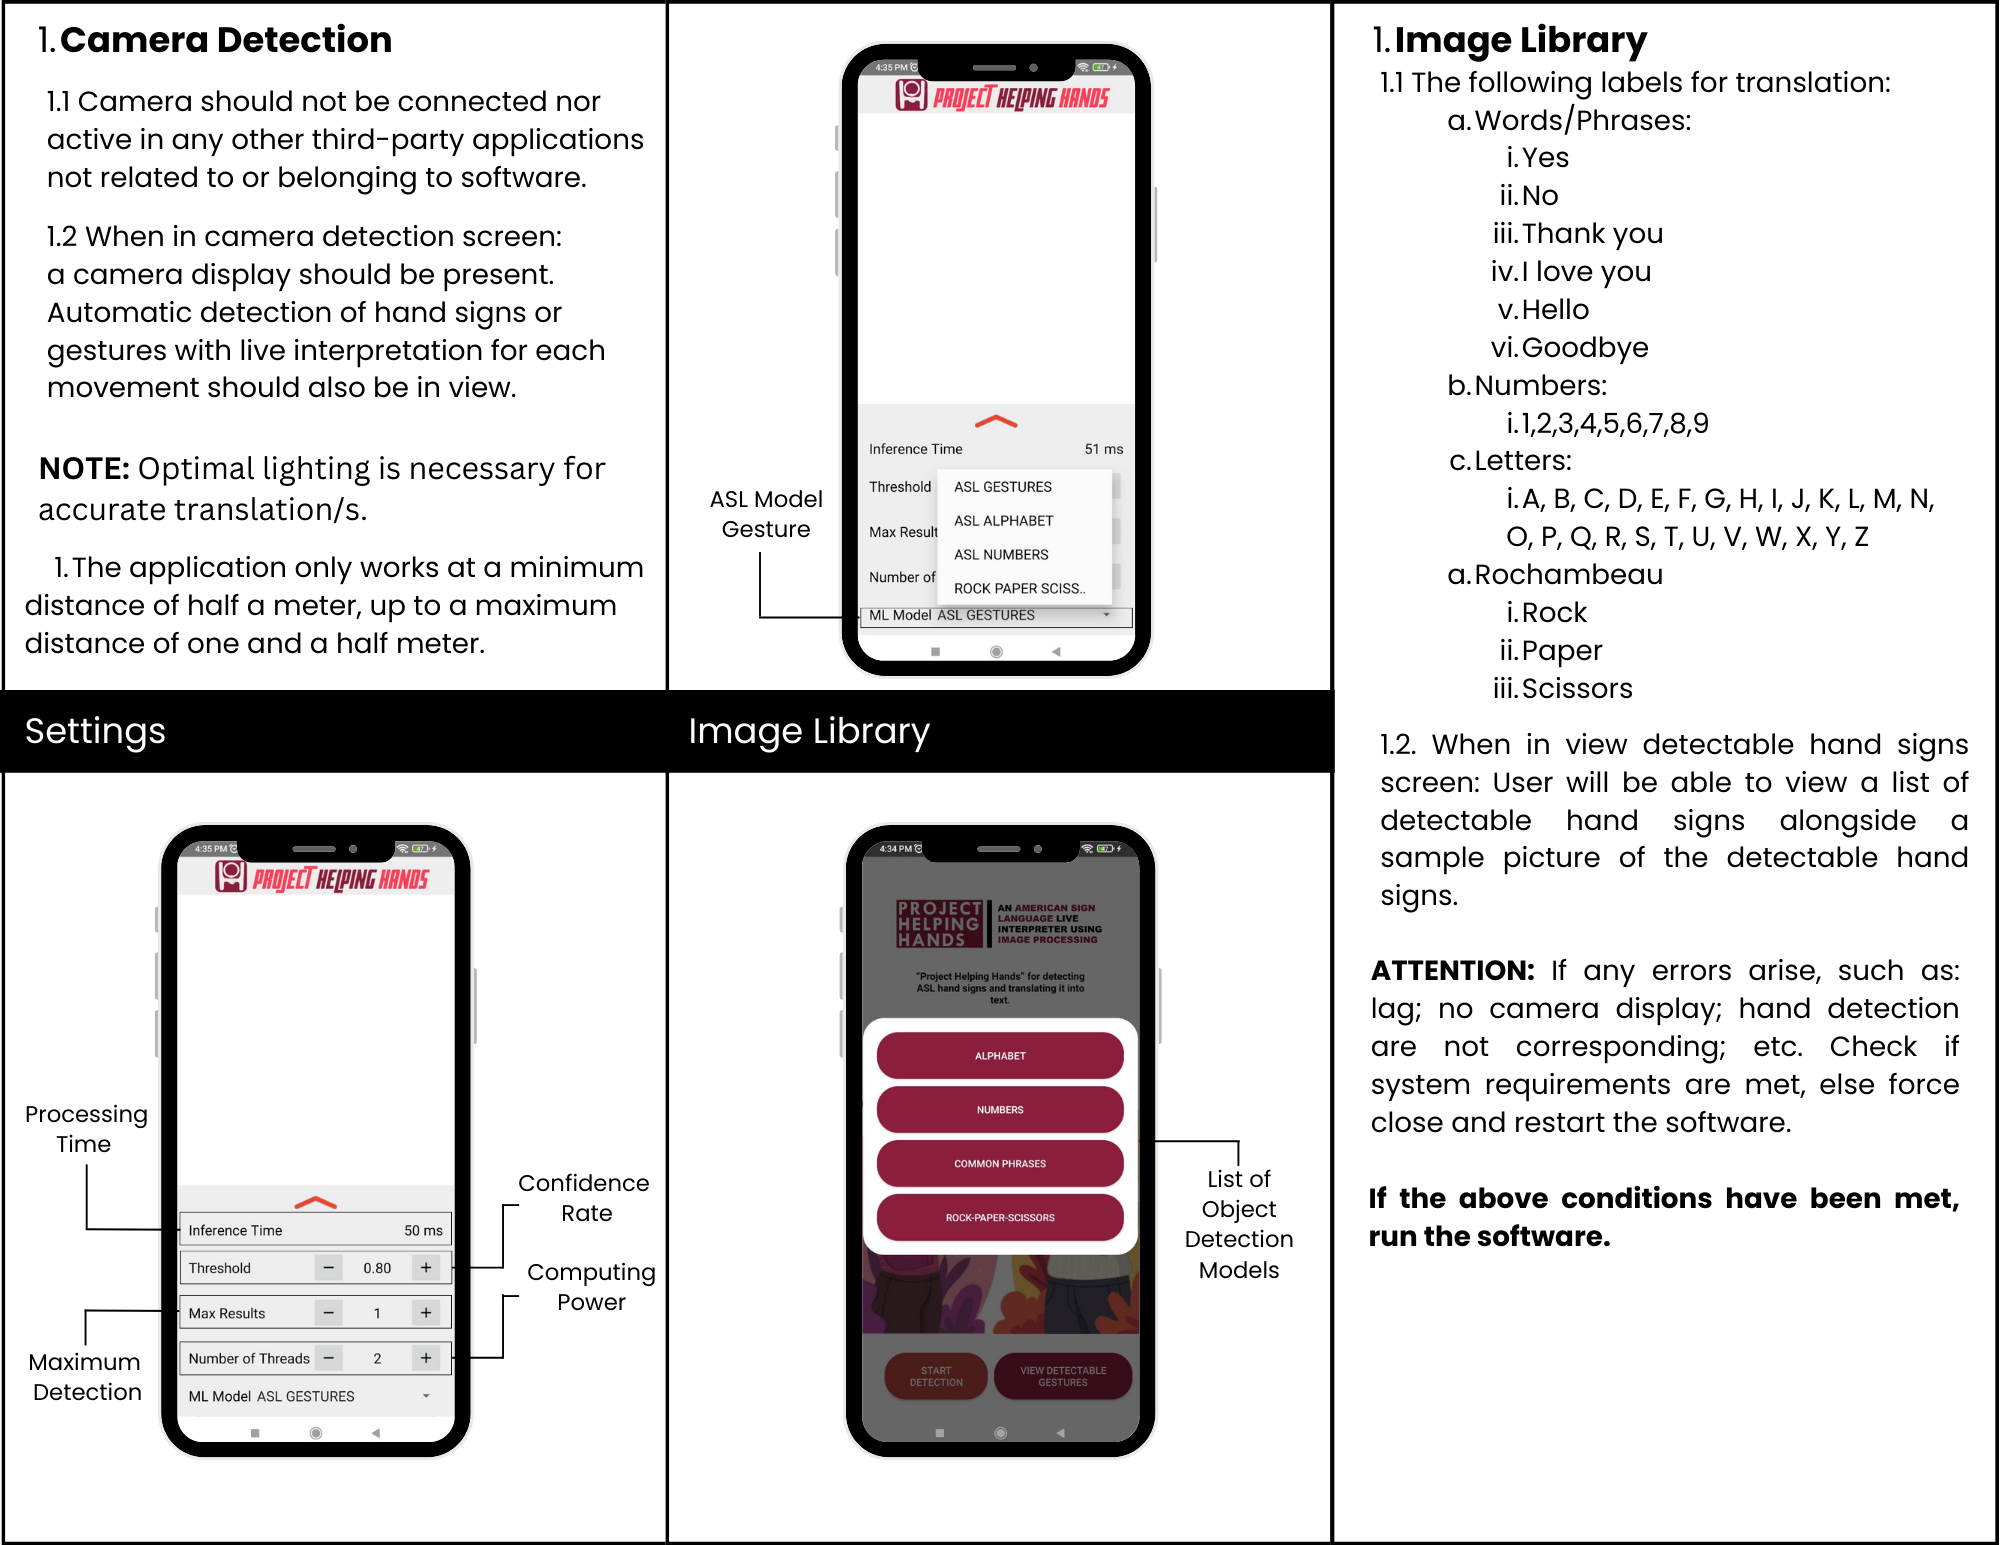 1. Camera Detection
1.1 Camera should not be connected nor
active in any other third-party applications
not related to or belonging to software.
1.2 When in camera detection screen:
a camera display should be present.
Automatic detection of hand signs or
gestures with live interpretation for each
movement should also be in view.
NOTE: Optimal lighting is necessary for
accurate translation/s.
1. The application only works at a minimum
distance of half a meter, up to a maximum
distance of one and a half meter.
4:35 PM
47
PROJECT HELPING HANDS
Inference Time 51 ms
Threshold
Max Result
Number of
ASL GESTURES
ASL ALPHABET
ASL NUMBERS
ROCK PAPER SCISS..
ML Model ASL GESTURES
ASL Model
Gesture
Settings
4:35 PM
47
PROJECT HELPING HANDS
Inference Time 50 ms
Threshold − 0.80 +
Max Results − 1 +
Number of Threads − 2 +
ML Model ASL GESTURES
Processing
Time
Confidence
Rate
Computing
Power
Maximum
Detection
Image Library
4:34 PM
47
PROJECT
HELPING
HANDS
AN AMERICAN SIGN
LANGUAGE LIVE
INTERPRETER USING
IMAGE PROCESSING
"Project Helping Hands" for detecting
ASL hand signs and translating it into
text.
ALPHABET
NUMBERS
COMMON PHRASES
ROCK-PAPER-SCISSORS
START
DETECTION
VIEW DETECTABLE
GESTURES
List of
Object
Detection
Models
1. Image Library
1.1 The following labels for translation:
a. Words/Phrases:
i. Yes
ii. No
iii. Thank you
iv. I love you
v. Hello
vi. Goodbye
b. Numbers:
i. 1,2,3,4,5,6,7,8,9
c. Letters:
i. A, B, C, D, E, F, G, H, I, J, K, L, M, N,
O, P, Q, R, S, T, U, V, W, X, Y, Z
a. Rochambeau
i. Rock
ii. Paper
iii. Scissors
1.2. When in view detectable hand signs
screen: User will be able to view a list of
detectable hand signs alongside a
sample picture of the detectable hand
signs.
ATTENTION: If any errors arise, such as:
lag; no camera display; hand detection
are not corresponding; etc. Check if
system requirements are met, else force
close and restart the software.
If the above conditions have been met,
run the software.